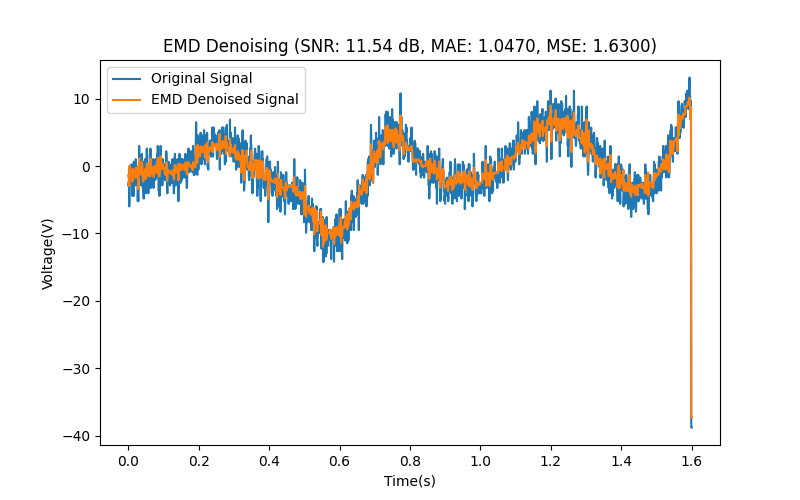 EMD Denoising (SNR: 11.54 dB, MAE: 1.0470, MSE: 1.6300)
Original Signal
EMD Denoised Signal
10
0
−10
−20
−30
−40
Voltage(V)
0.0 0.2 0.4 0.6 0.8 1.0 1.2 1.4 1.6
Time(s)